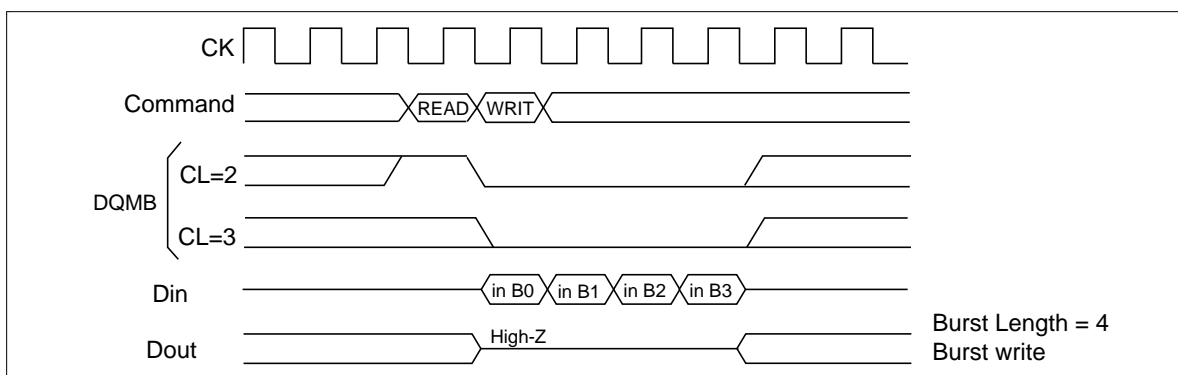 CK
Command
READ WRIT
CL=2
DQMB
CL=3
Din
in B0 in B1 in B2 in B3
High-Z
Dout
Burst Length = 4
Burst write